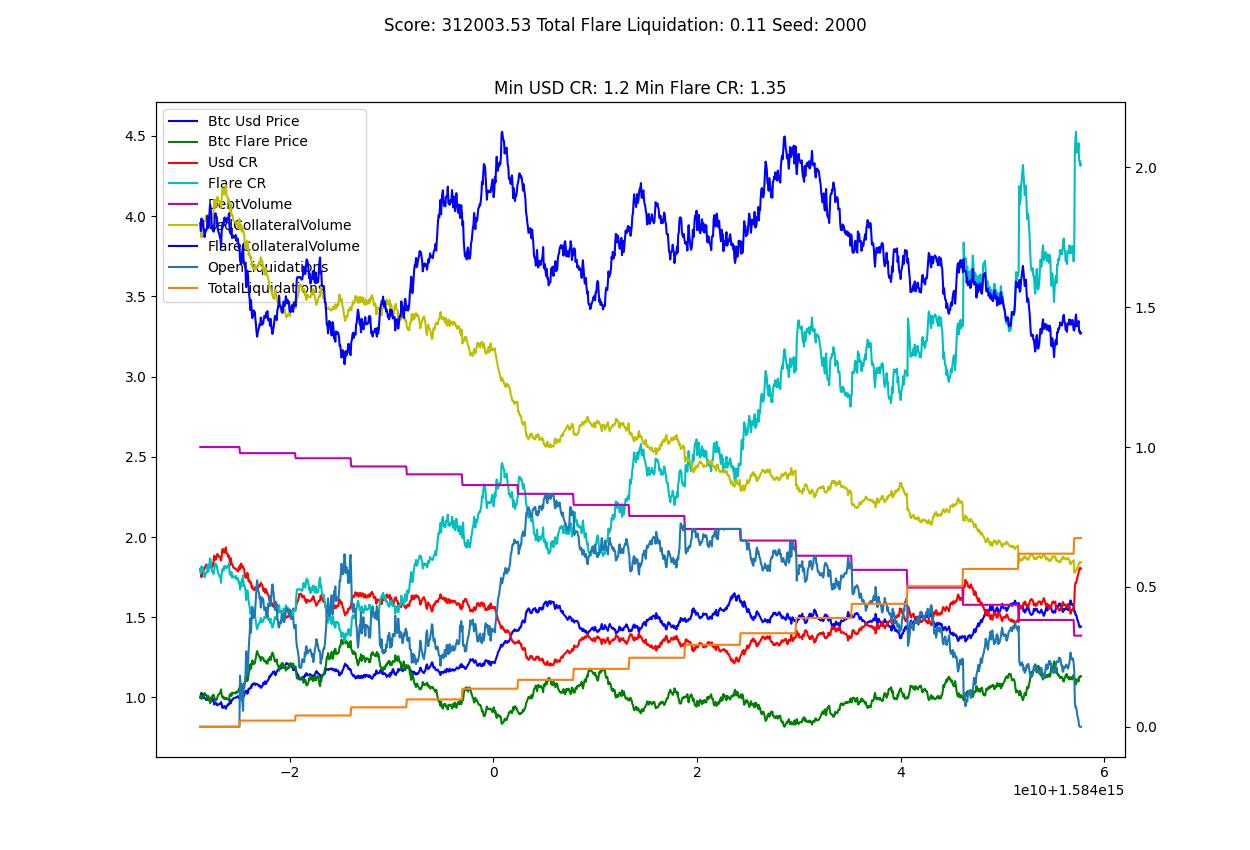 Score: 312003.53 Total Flare Liquidation: 0.11 Seed: 2000
Min USD CR: 1.2 Min Flare CR: 1.35
Btc Usd Price
Btc Flare Price
Usd CR
Flare CR
DebtVolume
UsdCollateralVolume
FlareCollateralVolume
OpenLiquidations
TotalLiquidations
4.5
4.0
3.5
3.0
2.5
2.0
1.5
1.0
2.0
1.5
1.0
0.5
0.0
−2
0
2
4
6
1e10+1.584e15